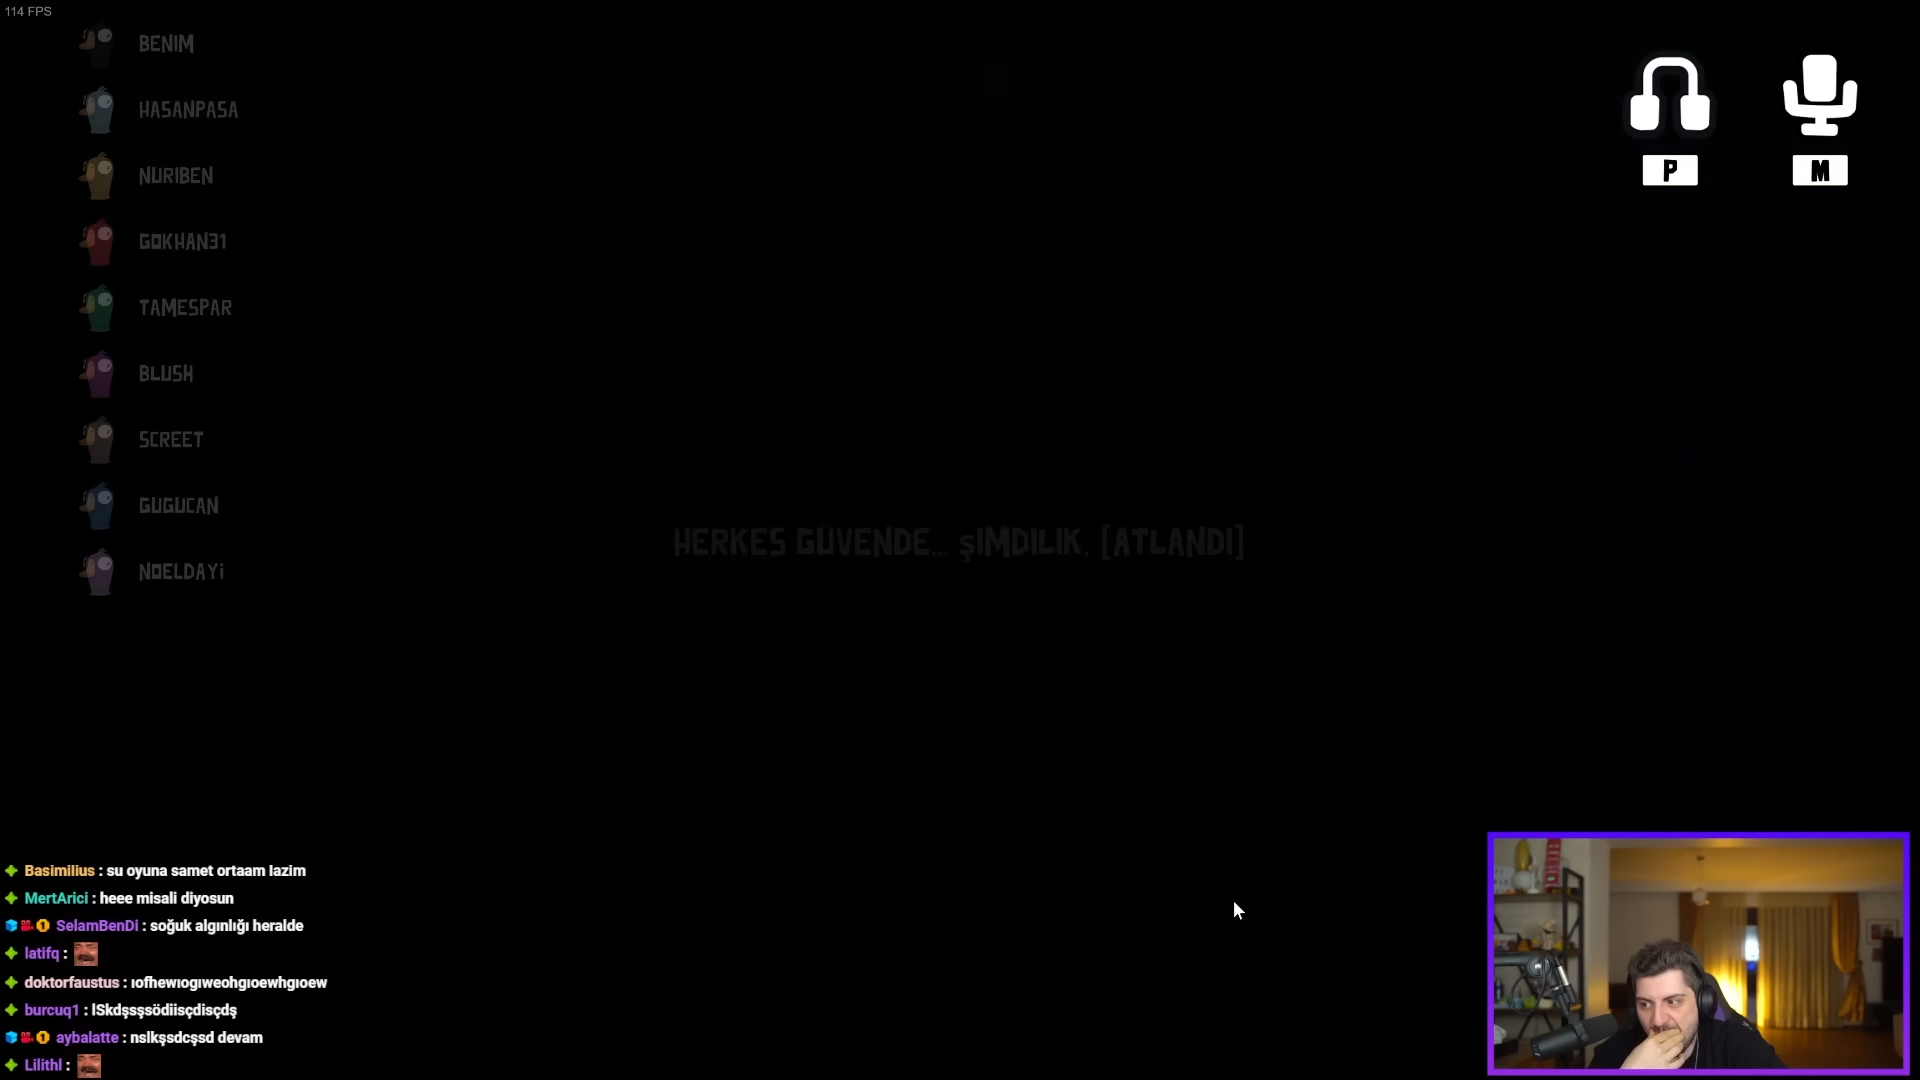 114 FPS
BENIM
HASANPASA
NURIBEN
GOKHAN31
TAMESPAR
BLUSH
SCREET
GUGUCAN
NOELDAYİ
P
M
HERKES GÜVENDE... ŞIMDILIK. [ATLANDI]
Basimilius : su oyuna samet ortaam lazim
MertArici : heee misali diyosun
SelamBenDi : soğuk algınlığı heralde
latifq :
doktorfaustus : ıofhewıogıweohgıoewhgıoew
burcuq1 : lSkdşsşsödiisçdisçdş
aybalatte : nslkşsdcşsd devam
Lilithl :